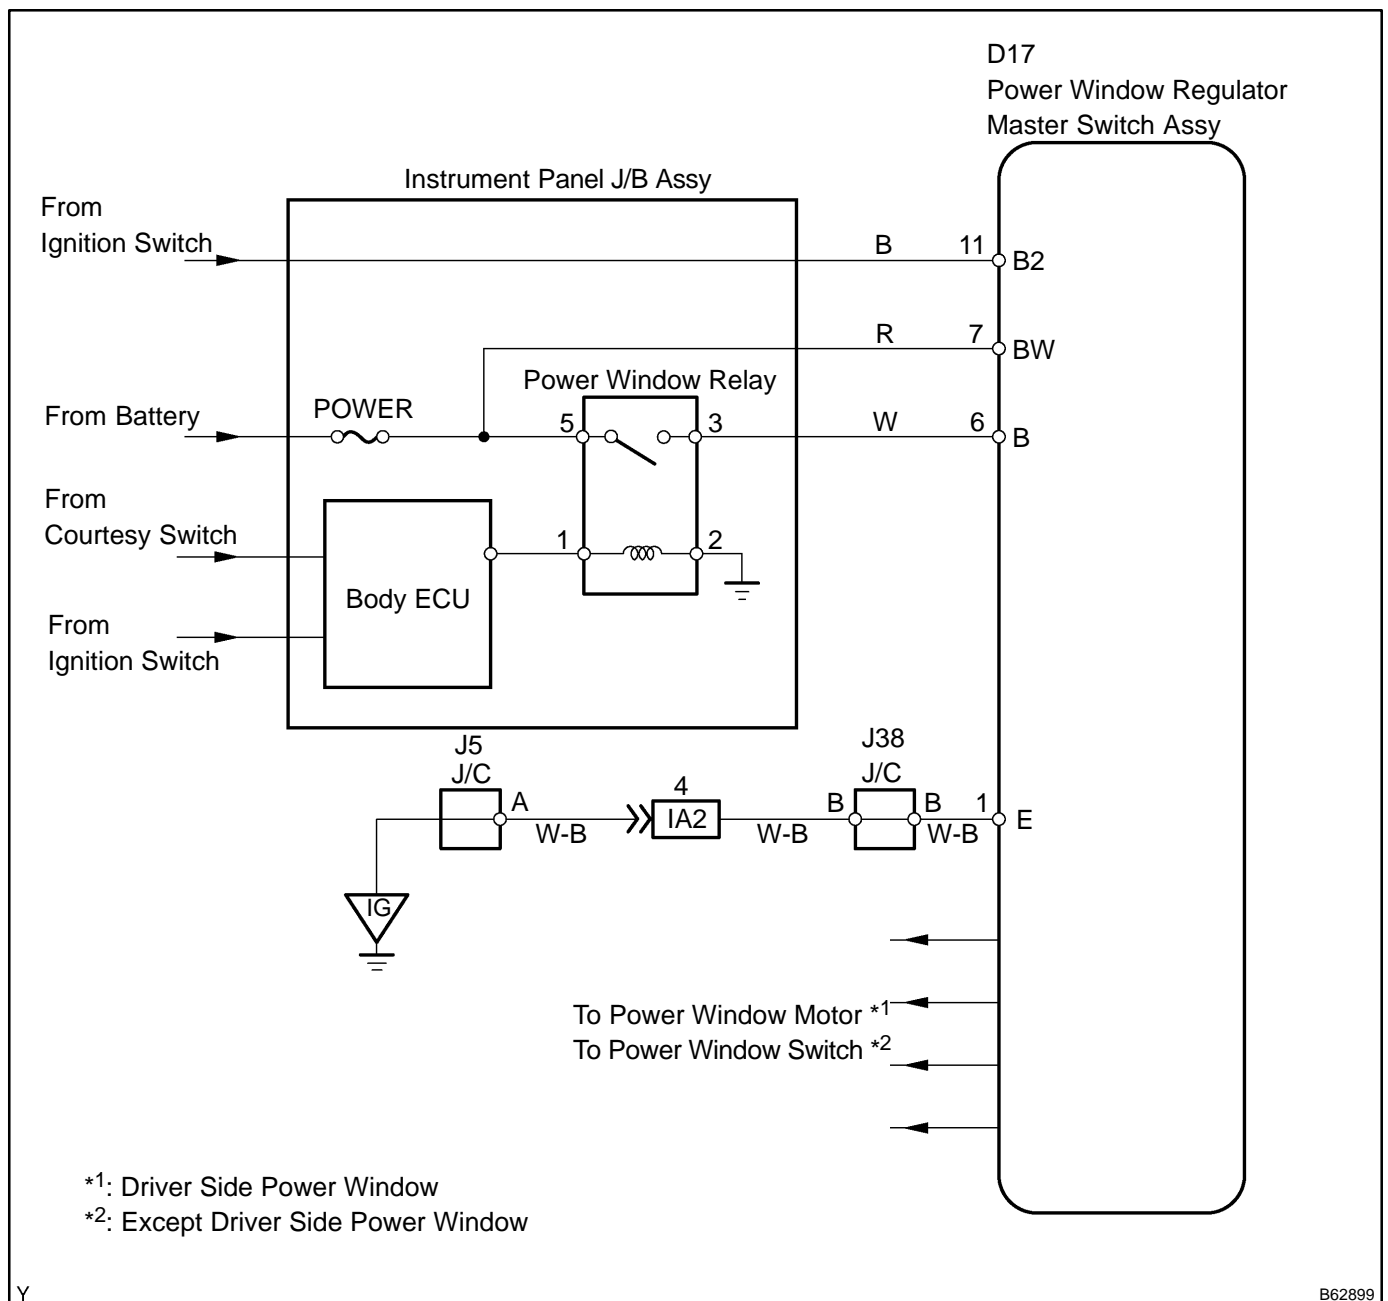 D17
Power Window Regulator
Master Switch Assy
Instrument Panel J/B Assy
From
Ignition Switch
B
11
B2
R
7
BW
Power Window Relay
From Battery
POWER
5
3
W
6
B
From
Courtesy Switch
1
2
Body ECU
From
Ignition Switch
J5
J/C
J38
J/C
A
4
B
B
1
E
W-B
IA2
W-B
W-B
IG
To Power Window Motor *1
To Power Window Switch *2
*1: Driver Side Power Window
*2: Except Driver Side Power Window
Y
B62899